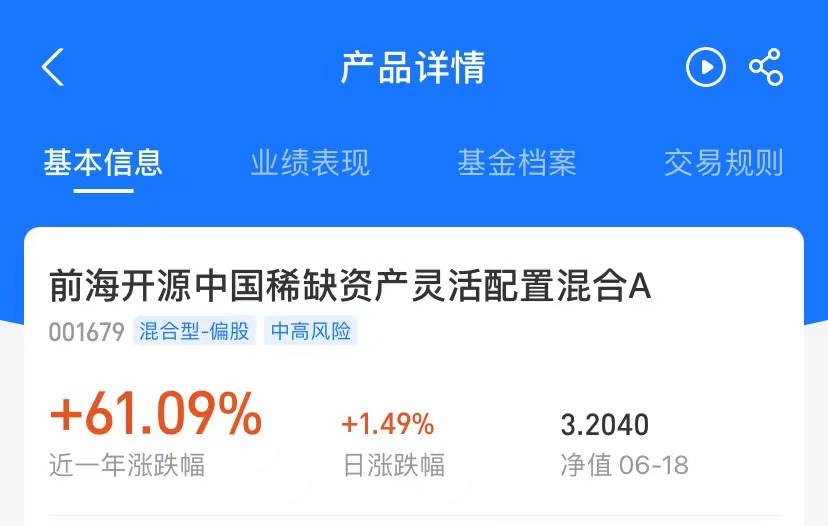 产品详情
基本信息 业绩表现 基金档案 交易规则
前海开源中国稀缺资产灵活配置混合A
001679 混合型-偏股 中高风险
+61.09% +1.49% 3.2040
近一年涨跌幅 日涨跌幅 净值 06-18